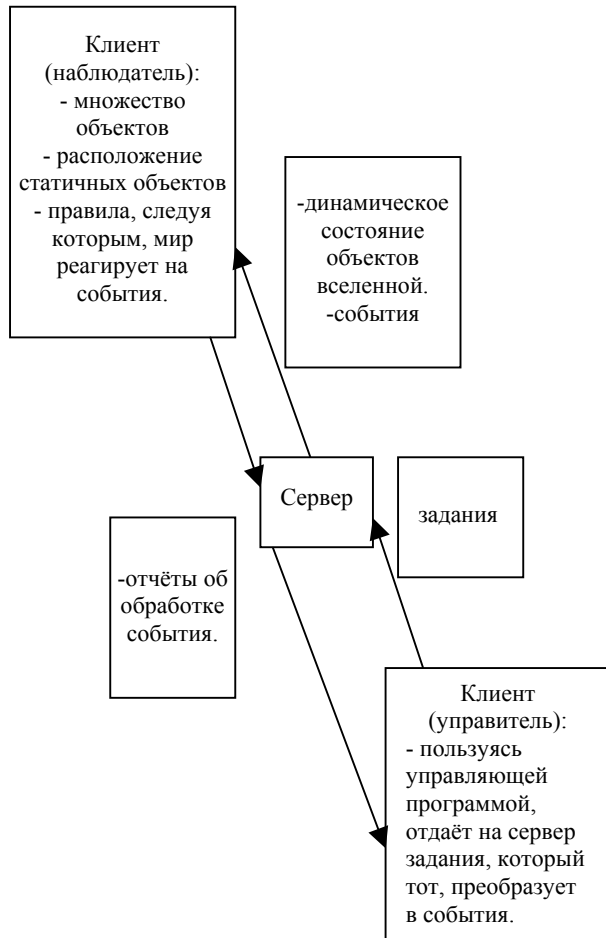 Клиент
(наблюдатель):
- множество
объектов
- расположение
статичных объектов
- правила, следуя
которым, мир
реагирует на
события.
-динамическое
состояние
объектов
вселенной.
-события
Сервер
задания
-отчёты об
обработке
события.
Клиент
(управитель):
- пользуясь
управляющей
программой,
отдаёт на сервер
задания, который
тот, преобразует
в события.